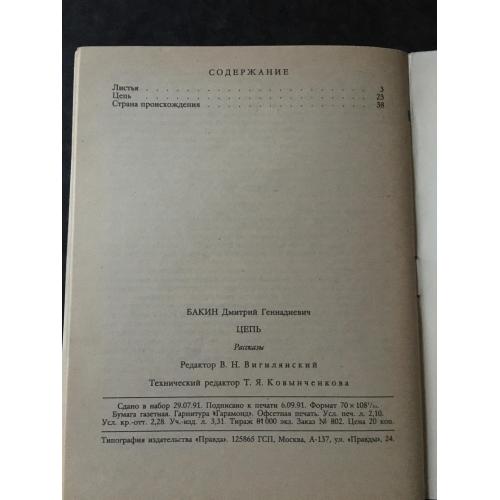 СОДЕРЖАНИЕ
Листья . . . . . . . . . . . . . . . . . . . . 3
Цепь . . . . . . . . . . . . . . . . . . . . 23
Страна происхождения . . . . . . . . . . . . . . . 38
БАКИН Дмитрий Геннадиевич
ЦЕПЬ
Рассказы
Редактор В. Н. Вигилянский
Технический редактор Т. Я. Ковынченкова
Сдано в набор 29.07.91. Подписано к печати 6.09.91. Формат 70 × 108¹/₃₂.
Бумага газетная. Гарнитура «Гарамонд». Офсетная печать. Усл. печ. л. 2,10.
Усл. кр.-отт. 2,28. Уч.-изд. л. 3,31. Тираж 81 000 экз. Заказ № 802. Цена 20 коп.
Типография издательства «Правда». 125865 ГСП, Москва, А-137, ул. «Правды», 24.